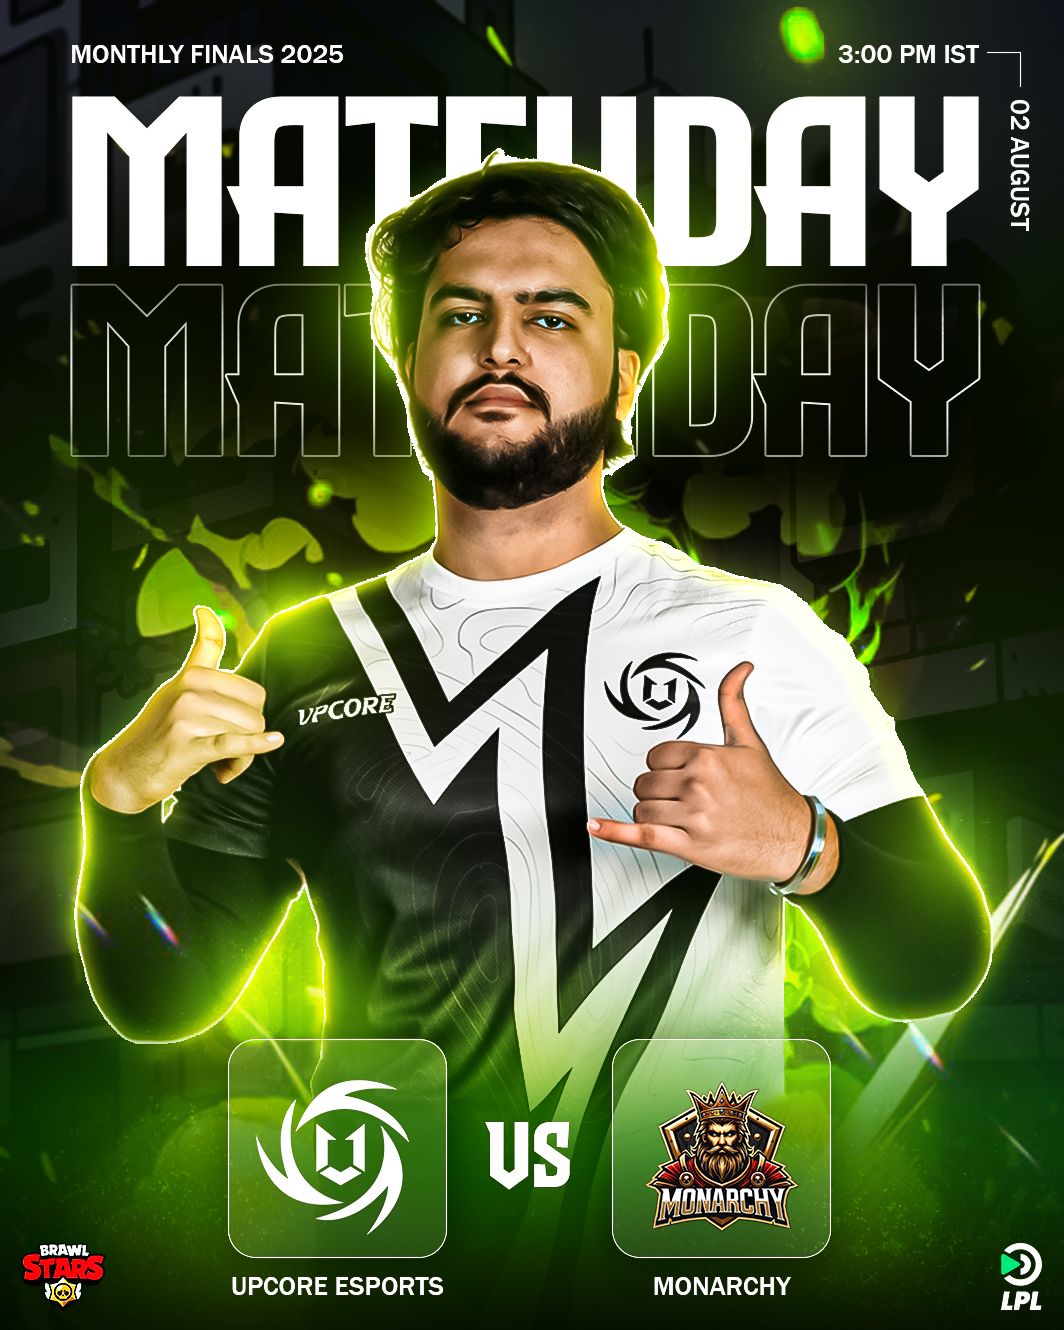 MONTHLY FINALS 2025
3:00 PM IST
02 AUGUST
MATCHDAY
MATCHDAY
UPCORE
U
VS
MONARCHY
UPCORE ESPORTS
MONARCHY
BRAWL
STARS
LPL